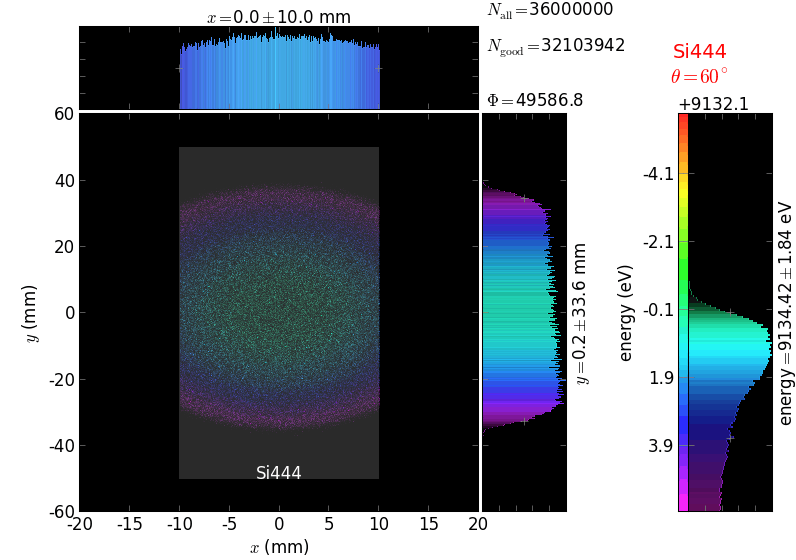 x=0.0±10.0 mm
N_all=36000000
N_good=32103942
Φ=49586.8
Si444
θ=60°
+9132.1
60
40
20
0
-20
-40
-60
y (mm)
-20
-15
-10
-5
0
5
10
15
20
x (mm)
Si444
y=0.2±33.6 mm
-4.1
-2.1
-0.1
1.9
3.9
energy (eV)
energy=9134.42±1.84 eV